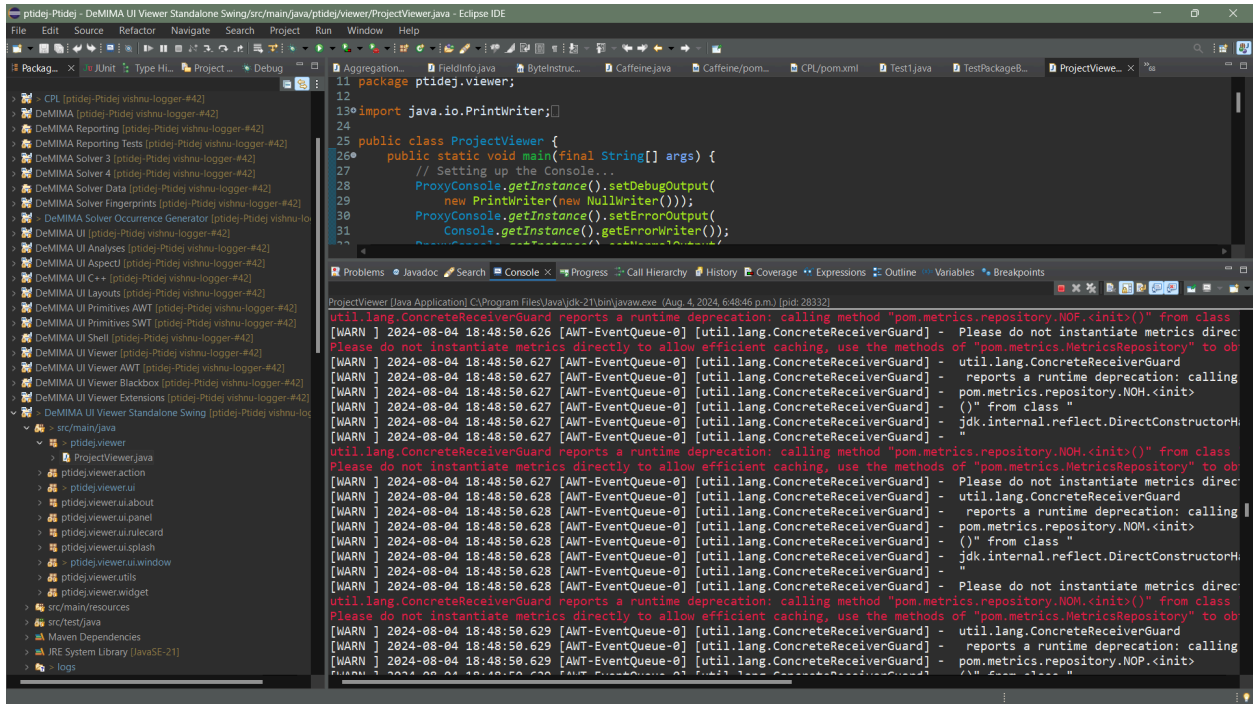 ptidej-Ptidej - DeMIMA UI Viewer Standalone Swing/src/main/java/ptidej/viewer/ProjectViewer.java - Eclipse IDE
File Edit Source Refactor Navigate Search Project Run Window Help
Packag... JUnit Type Hi... Project ... Debug
> CPL [ptidej-Ptidej vishnu-logger-#42]
DeMIMA [ptidej-Ptidej vishnu-logger-#42]
DeMIMA Reporting [ptidej-Ptidej vishnu-logger-#42]
DeMIMA Reporting Tests [ptidej-Ptidej vishnu-logger-#42]
DeMIMA Solver 3 [ptidej-Ptidej vishnu-logger-#42]
DeMIMA Solver 4 [ptidej-Ptidej vishnu-logger-#42]
DeMIMA Solver Data [ptidej-Ptidej vishnu-logger-#42]
DeMIMA Solver Fingerprints [ptidej-Ptidej vishnu-logger-#42]
> DeMIMA Solver Occurrence Generator [ptidej-Ptidej vishnu-lo
DeMIMA UI [ptidej-Ptidej vishnu-logger-#42]
DeMIMA UI Analyses [ptidej-Ptidej vishnu-logger-#42]
DeMIMA UI AspectJ [ptidej-Ptidej vishnu-logger-#42]
DeMIMA UI C++ [ptidej-Ptidej vishnu-logger-#42]
DeMIMA UI Layouts [ptidej-Ptidej vishnu-logger-#42]
DeMIMA UI Primitives AWT [ptidej-Ptidej vishnu-logger-#42]
DeMIMA UI Primitives SWT [ptidej-Ptidej vishnu-logger-#42]
DeMIMA UI Shell [ptidej-Ptidej vishnu-logger-#42]
DeMIMA UI Viewer [ptidej-Ptidej vishnu-logger-#42]
DeMIMA UI Viewer AWT [ptidej-Ptidej vishnu-logger-#42]
DeMIMA UI Viewer Blackbox [ptidej-Ptidej vishnu-logger-#42]
DeMIMA UI Viewer Extensions [ptidej-Ptidej vishnu-logger-#42]
> DeMIMA UI Viewer Standalone Swing [ptidej-Ptidej vishnu-log
> src/main/java
> ptidej.viewer
> ProjectViewer.java
ptidej.viewer.action
> ptidej.viewer.ui
ptidej.viewer.ui.about
ptidej.viewer.ui.panel
ptidej.viewer.ui.rulecard
ptidej.viewer.ui.splash
> ptidej.viewer.ui.window
ptidej.viewer.utils
ptidej.viewer.widget
src/main/resources
src/test/java
Maven Dependencies
JRE System Library [JavaSE-21]
> logs
Aggregation... FieldInfo.java ByteInstruc... Caffeine.java Caffeine/pom... CPL/pom.xml Test1.java TestPackageB... ProjectViewe...
11 package ptidej.viewer;
12
13 import java.io.PrintWriter;
24
25 public class ProjectViewer {
26 public static void main(final String[] args) {
27 // Setting up the Console...
28 ProxyConsole.getInstance().setDebugOutput(
29 new PrintWriter(new NullWriter()));
30 ProxyConsole.getInstance().setErrorOutput(
31 Console.getInstance().getErrorWriter());
Problems Javadoc Search Console Progress Call Hierarchy History Coverage Expressions Outline Variables Breakpoints
ProjectViewer [Java Application] C:\Program Files\Java\jdk-21\bin\javaw.exe (Aug. 4, 2024, 6:48:46 p.m.) [pid: 28332]
util.lang.ConcreteReceiverGuard reports a runtime deprecation: calling method "pom.metrics.repository.NOF.<init>()" from class
[WARN ] 2024-08-04 18:48:50.626 [AWT-EventQueue-0] [util.lang.ConcreteReceiverGuard] - Please do not instantiate metrics direc
Please do not instantiate metrics directly to allow efficient caching, use the methods of "pom.metrics.MetricsRepository" to ob
[WARN ] 2024-08-04 18:48:50.627 [AWT-EventQueue-0] [util.lang.ConcreteReceiverGuard] - util.lang.ConcreteReceiverGuard
[WARN ] 2024-08-04 18:48:50.627 [AWT-EventQueue-0] [util.lang.ConcreteReceiverGuard] - reports a runtime deprecation: calling
[WARN ] 2024-08-04 18:48:50.627 [AWT-EventQueue-0] [util.lang.ConcreteReceiverGuard] - pom.metrics.repository.NOH.<init>
[WARN ] 2024-08-04 18:48:50.627 [AWT-EventQueue-0] [util.lang.ConcreteReceiverGuard] - ()" from class "
[WARN ] 2024-08-04 18:48:50.627 [AWT-EventQueue-0] [util.lang.ConcreteReceiverGuard] - jdk.internal.reflect.DirectConstructorH
[WARN ] 2024-08-04 18:48:50.627 [AWT-EventQueue-0] [util.lang.ConcreteReceiverGuard] - "
util.lang.ConcreteReceiverGuard reports a runtime deprecation: calling method "pom.metrics.repository.NOH.<init>()" from class
Please do not instantiate metrics directly to allow efficient caching, use the methods of "pom.metrics.MetricsRepository" to ob
[WARN ] 2024-08-04 18:48:50.627 [AWT-EventQueue-0] [util.lang.ConcreteReceiverGuard] - Please do not instantiate metrics direc
[WARN ] 2024-08-04 18:48:50.628 [AWT-EventQueue-0] [util.lang.ConcreteReceiverGuard] - util.lang.ConcreteReceiverGuard
[WARN ] 2024-08-04 18:48:50.628 [AWT-EventQueue-0] [util.lang.ConcreteReceiverGuard] - reports a runtime deprecation: calling
[WARN ] 2024-08-04 18:48:50.628 [AWT-EventQueue-0] [util.lang.ConcreteReceiverGuard] - pom.metrics.repository.NOM.<init>
[WARN ] 2024-08-04 18:48:50.628 [AWT-EventQueue-0] [util.lang.ConcreteReceiverGuard] - ()" from class "
[WARN ] 2024-08-04 18:48:50.628 [AWT-EventQueue-0] [util.lang.ConcreteReceiverGuard] - jdk.internal.reflect.DirectConstructorH
[WARN ] 2024-08-04 18:48:50.628 [AWT-EventQueue-0] [util.lang.ConcreteReceiverGuard] - "
[WARN ] 2024-08-04 18:48:50.628 [AWT-EventQueue-0] [util.lang.ConcreteReceiverGuard] - Please do not instantiate metrics direc
util.lang.ConcreteReceiverGuard reports a runtime deprecation: calling method "pom.metrics.repository.NOM.<init>()" from class
Please do not instantiate metrics directly to allow efficient caching, use the methods of "pom.metrics.MetricsRepository" to ob
[WARN ] 2024-08-04 18:48:50.629 [AWT-EventQueue-0] [util.lang.ConcreteReceiverGuard] - util.lang.ConcreteReceiverGuard
[WARN ] 2024-08-04 18:48:50.629 [AWT-EventQueue-0] [util.lang.ConcreteReceiverGuard] - reports a runtime deprecation: calling
[WARN ] 2024-08-04 18:48:50.629 [AWT-EventQueue-0] [util.lang.ConcreteReceiverGuard] - pom.metrics.repository.NOP.<init>